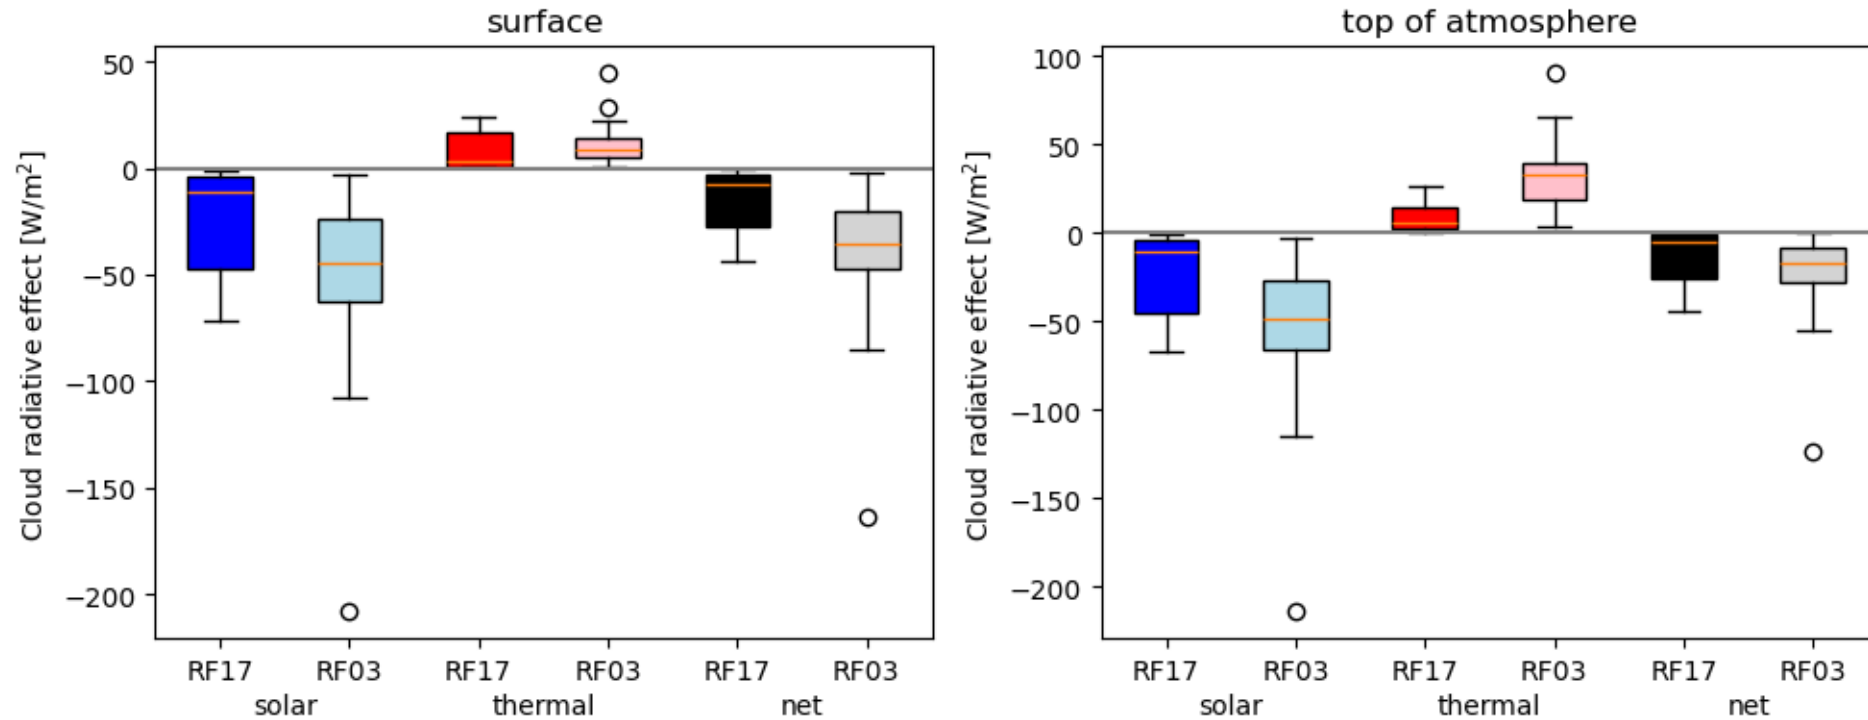 surface
Cloud radiative effect [W/m²]
50
0
−50
−100
−150
−200
RF17 RF03 RF17 RF03 RF17 RF03
solar thermal net
top of atmosphere
Cloud radiative effect [W/m²]
100
50
0
−50
−100
−150
−200
RF17 RF03 RF17 RF03 RF17 RF03
solar thermal net